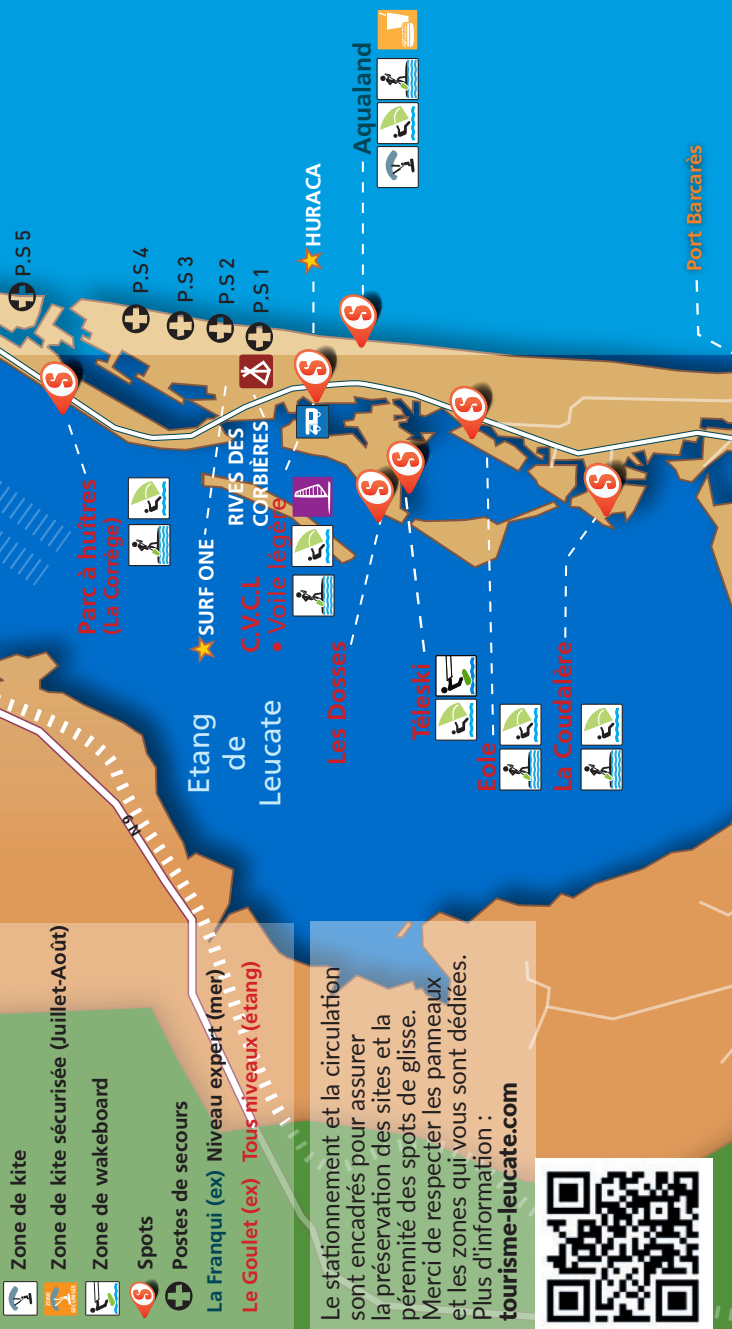 Zone de kite
Zone de kite sécurisée (Juillet-Août)
ZONE
SÉCURISÉE
Zone de wakeboard
S
Spots
Postes de secours
La Franqui (ex) Niveau expert (mer)
Le Goulet (ex) Tous niveaux (étang)
Le stationnement et la circulation
sont encadrés pour assurer
la préservation des sites et la
pérennité des spots de glisse.
Merci de respecter les panneaux
et les zones qui vous sont dédiées.
Plus d'information :
tourisme-leucate.com
N9
Parc à huîtres
(La Corrège)
SURF ONE
RIVES DES
CORBIÈRES
C.V.C.L
• Voile légère
Etang
de
Leucate
Les Dosses
Téleski
Eole
La Coudalère
P.S 5
P.S 4
P.S 3
P.S 2
P.S 1
HURACA
Aqualand
Port Barcarès
S
S
S
S
S
S
S